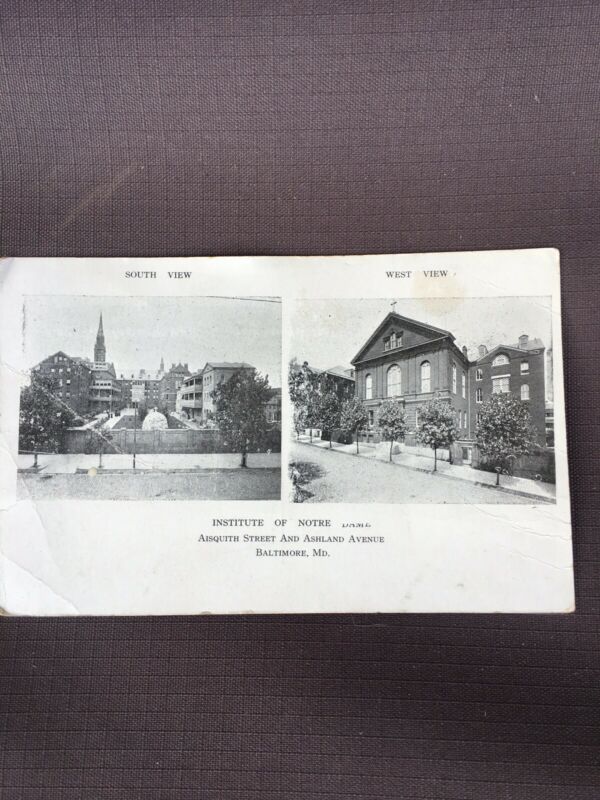 SOUTH VIEW
WEST VIEW
INSTITUTE OF NOTRE DAME
AISQUITH STREET AND ASHLAND AVENUE
BALTIMORE, MD.